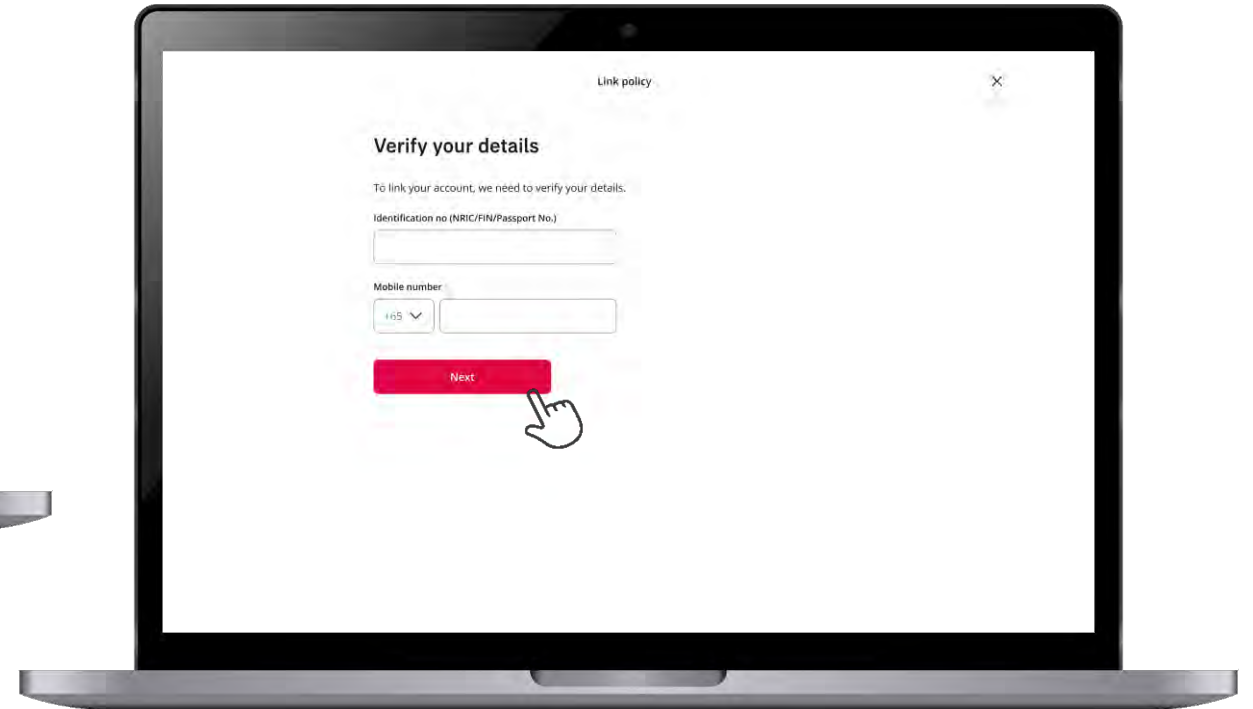 Link policy
Verify your details
To link your account, we need to verify your details.
Identification no (NRIC/FIN/Passport No.)
Mobile number
+65
Next